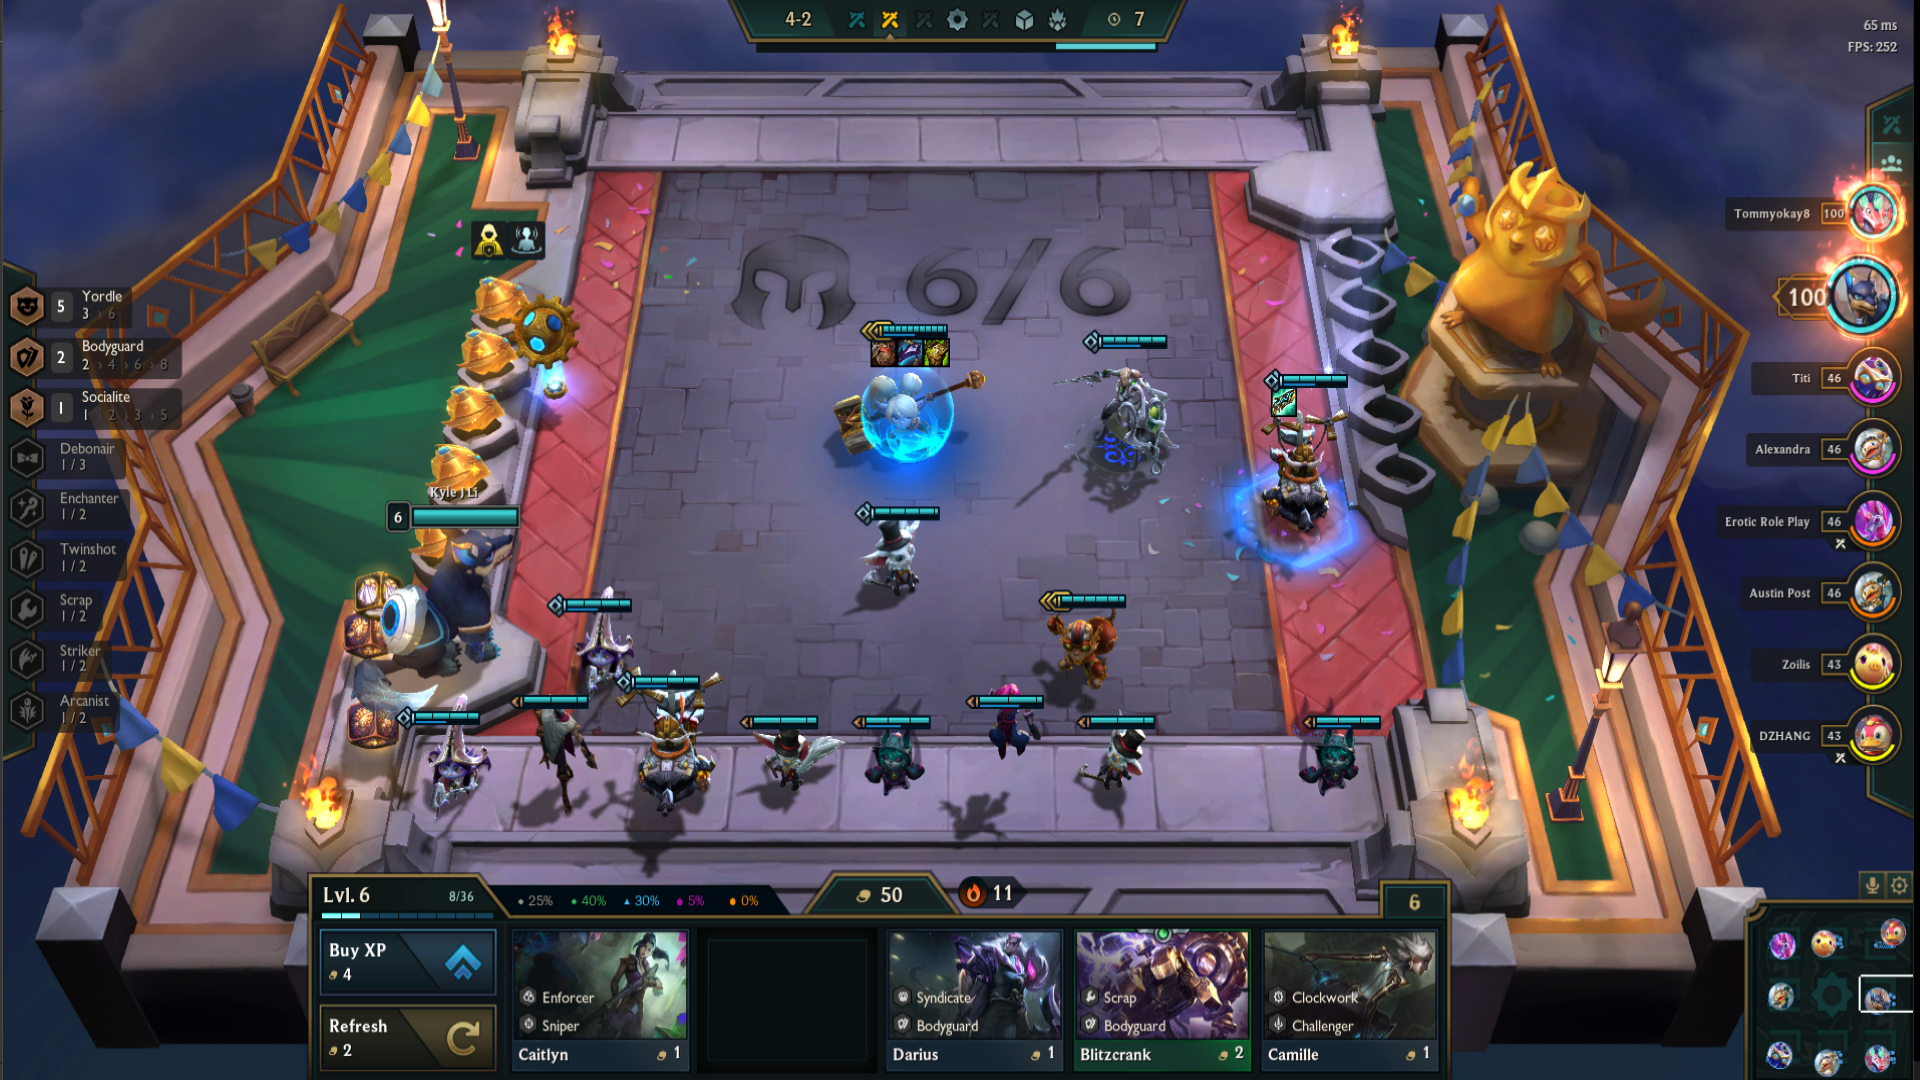 4-2
7
65 ms
FPS: 252
6/6
5 Yordle
3 › 6
2 Bodyguard
2 › 4 › 6 › 8
1 Socialite
1 › 2 › 3 › 5
Debonair
1 / 3
Enchanter
1 / 2
Twinshot
1 / 2
Scrap
1 / 2
Striker
1 / 2
Arcanist
1 / 2
Kyle J Li
6
Tommyokay8 100
100
Titi 46
Alexandra 46
Erotic Role Play 46
Austin Post 46
Zoilis 43
DZHANG 43
Lvl. 6 8/36
25% 40% 30% 5% 0%
50
11
6
Buy XP
4
Refresh
2
Enforcer
Sniper
Caitlyn 1
Syndicate
Bodyguard
Darius 1
Scrap
Bodyguard
Blitzcrank 2
Clockwork
Challenger
Camille 1